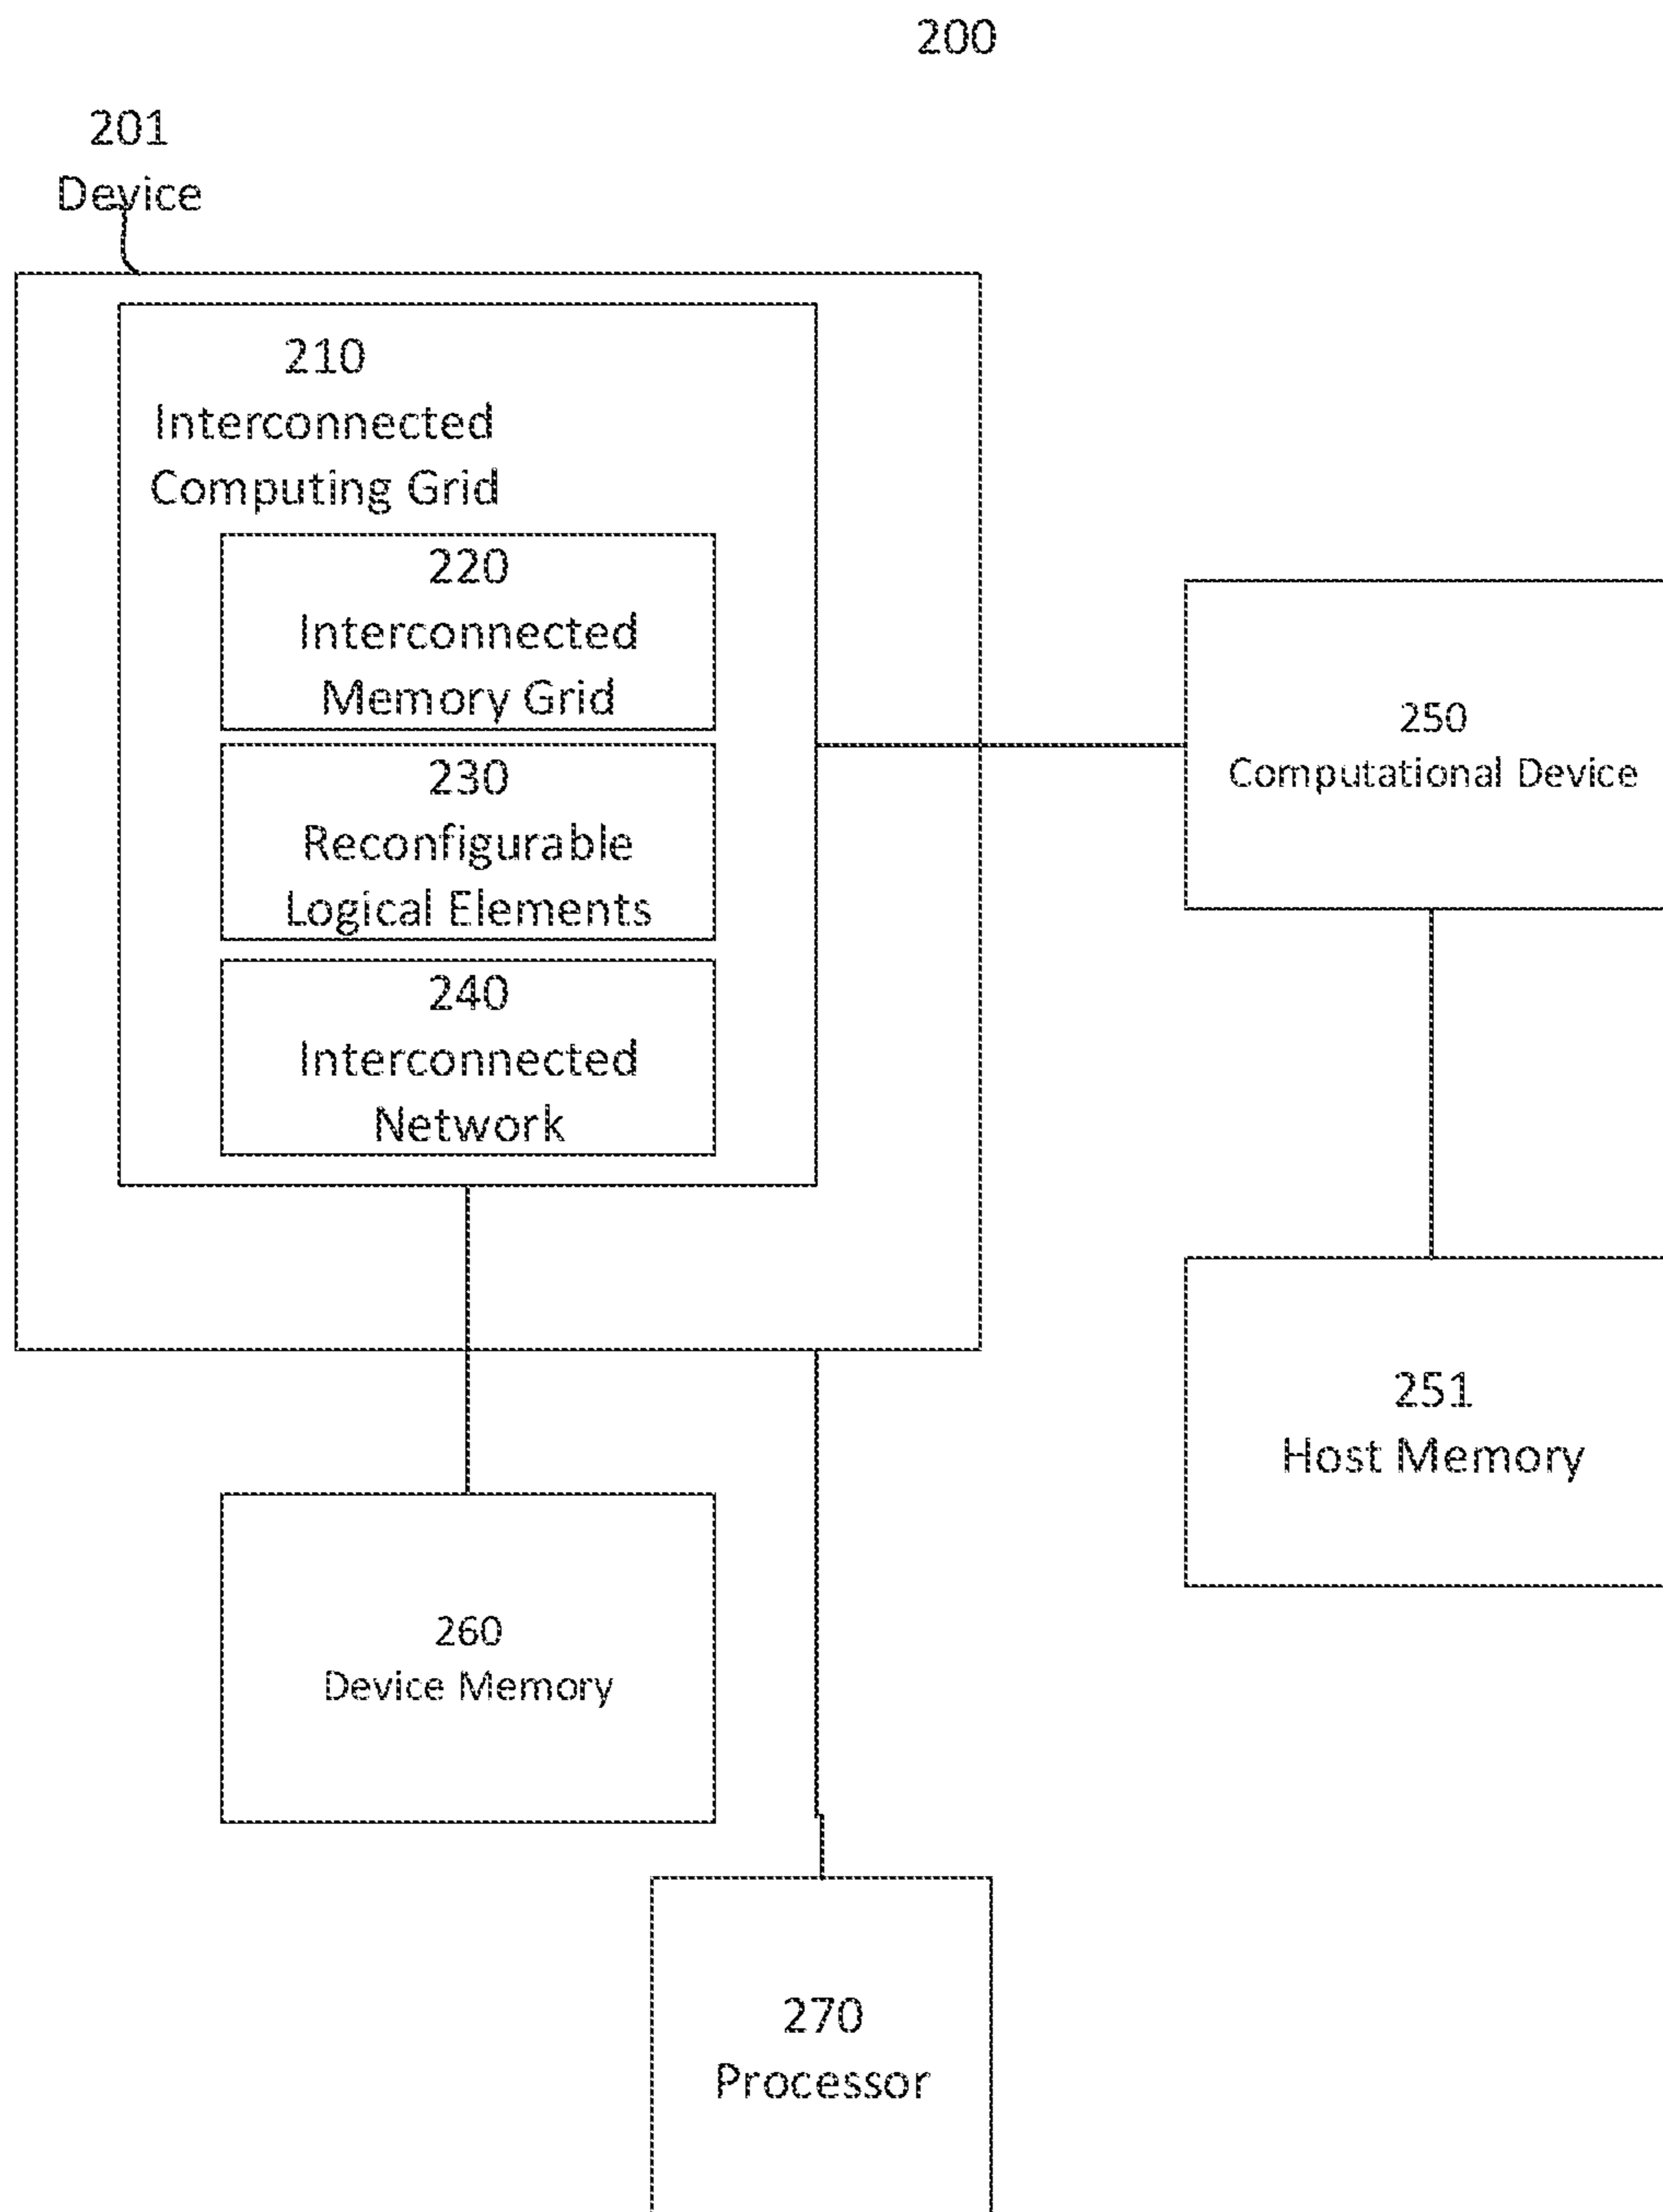 200
201
Device
210
Interconnected
Computing Grid
220
Interconnected
Memory Grid
230
Reconfigurable
Logical Elements
240
Interconnected
Network
250
Computational Device
251
Host Memory
260
Device Memory
270
Processor